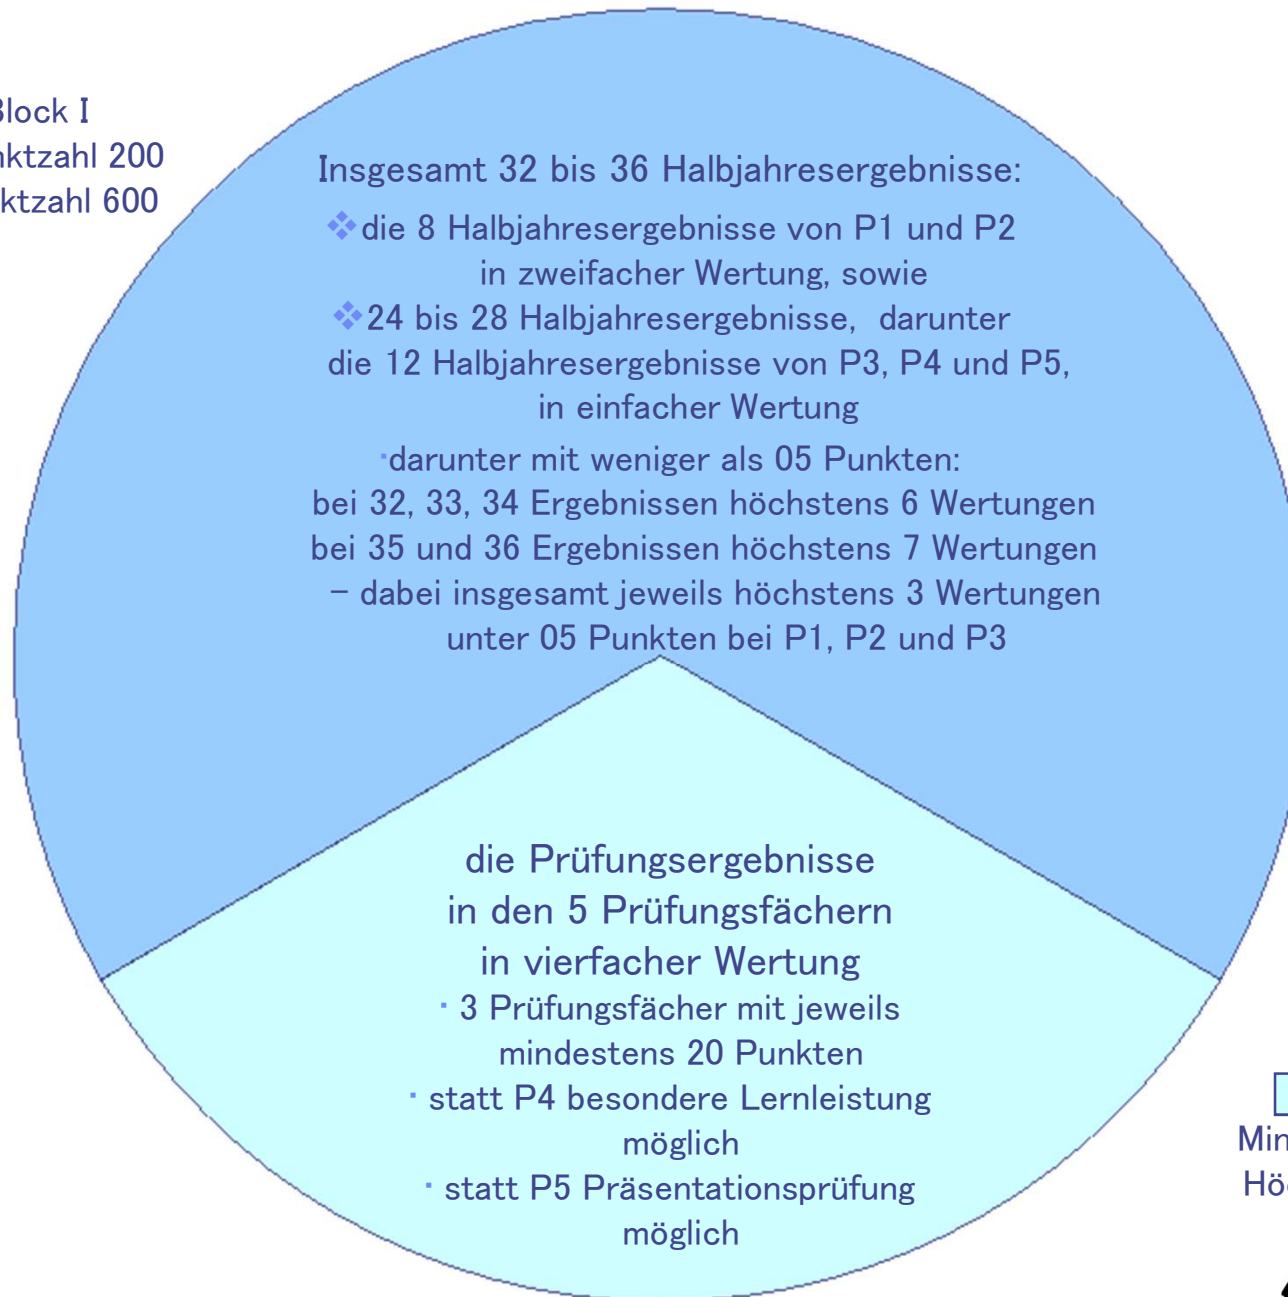 Block I
nktzahl 200
ktzahl 600
Insgesamt 32 bis 36 Halbjahresergebnisse:
❖die 8 Halbjahresergebnisse von P1 und P2
in zweifacher Wertung, sowie
❖24 bis 28 Halbjahresergebnisse, darunter
die 12 Halbjahresergebnisse von P3, P4 und P5,
in einfacher Wertung
·darunter mit weniger als 05 Punkten:
bei 32, 33, 34 Ergebnissen höchstens 6 Wertungen
bei 35 und 36 Ergebnissen höchstens 7 Wertungen
– dabei insgesamt jeweils höchstens 3 Wertungen
unter 05 Punkten bei P1, P2 und P3
die Prüfungsergebnisse
in den 5 Prüfungsfächern
in vierfacher Wertung
· 3 Prüfungsfächer mit jeweils
mindestens 20 Punkten
· statt P4 besondere Lernleistung
möglich
· statt P5 Präsentationsprüfung
möglich
Min
Hö